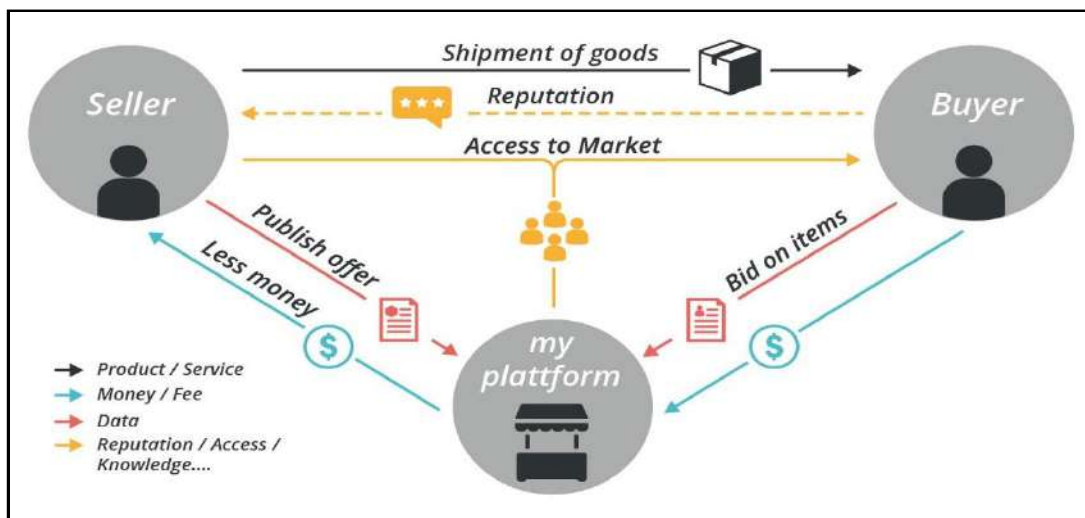 Shipment of goods
Seller
Reputation
Buyer
Access to Market
Publish offer
Less money
Bid on items
$
$
my
plattform
Product / Service
Money / Fee
Data
Reputation / Access /
Knowledge....